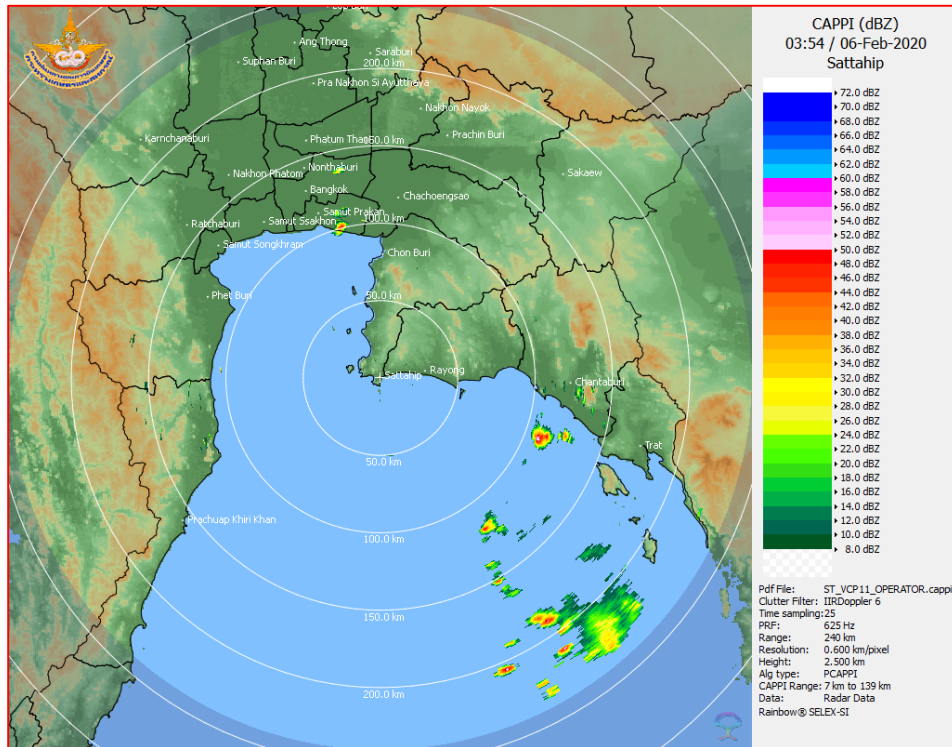 CAPPI (dBZ)
03:54 / 06-Feb-2020
Sattahip
72.0 dBZ
70.0 dBZ
68.0 dBZ
66.0 dBZ
64.0 dBZ
62.0 dBZ
60.0 dBZ
58.0 dBZ
56.0 dBZ
54.0 dBZ
52.0 dBZ
50.0 dBZ
48.0 dBZ
46.0 dBZ
44.0 dBZ
42.0 dBZ
40.0 dBZ
38.0 dBZ
36.0 dBZ
34.0 dBZ
32.0 dBZ
30.0 dBZ
28.0 dBZ
26.0 dBZ
24.0 dBZ
22.0 dBZ
20.0 dBZ
18.0 dBZ
16.0 dBZ
14.0 dBZ
12.0 dBZ
10.0 dBZ
8.0 dBZ
Pdf File: ST_VCP11_OPERATOR.cappi
Clutter Filter: IIRDoppler 6
Time sampling:25
PRF: 625 Hz
Range: 240 km
Resolution: 0.600 km/pixel
Height: 2.500 km
Alg type: PCAPPI
CAPPI Range: 7 km to 139 km
Data: Radar Data
Rainbow® SELEX-SI
Ang Thong
Saraburi
Suphan Buri
200.0 km
Pra Nakhon Si Ayutthaya
Nakhon Nayok
Karnchanaburi
Phatum Than
50.0 km
Prachin Buri
Nonthaburi
Nakhon Phatom
Sakaew
Bangkok
Chachoengsao
Samut Prakan
Ratchaburi
Samut Ssakhon
100.0 km
Samut Songkhram
Chon Buri
Phet Buri
50.0 km
Sattahip
Rayong
Chantaburi
Trat
50.0 km
Prachuap Khiri Khan
100.0 km
150.0 km
200.0 km